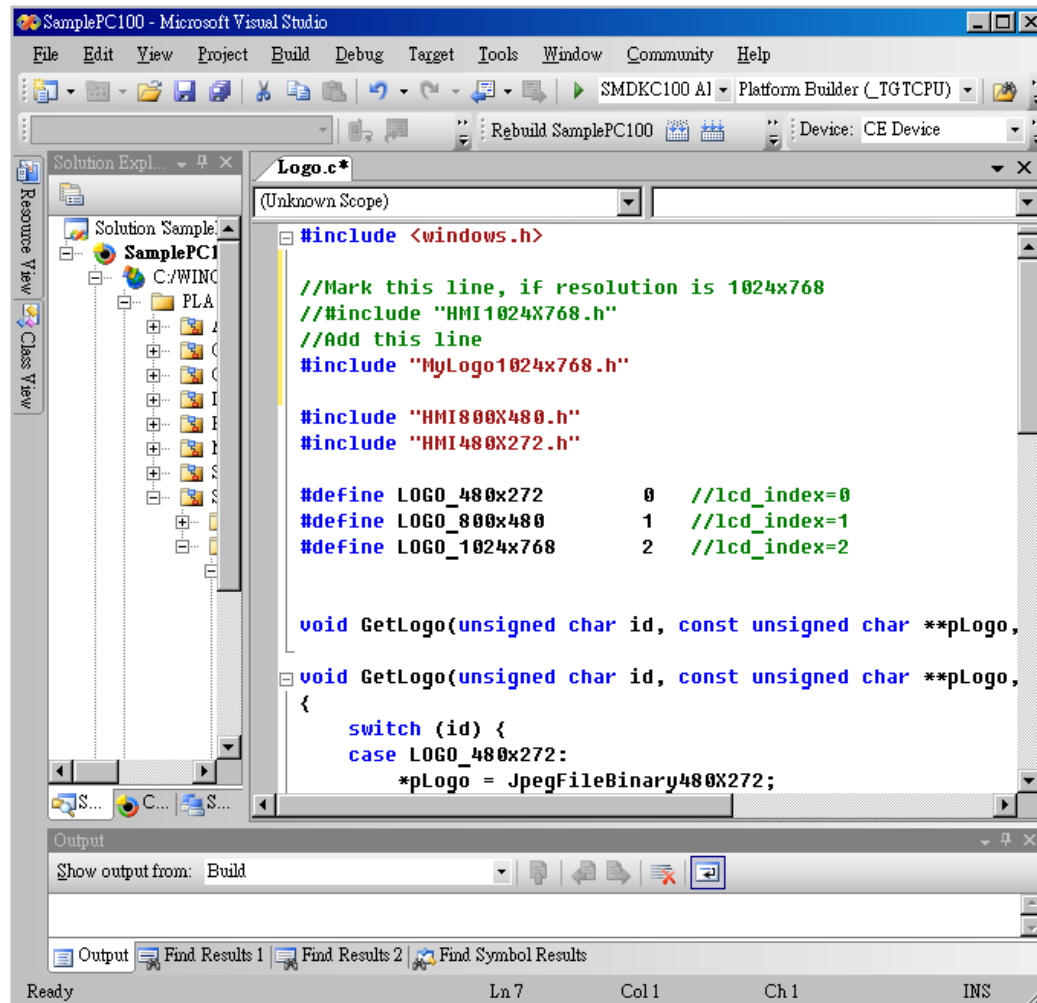 SamplePC100 - Microsoft Visual Studio
File Edit View Project Build Debug Target Tools Window Community Help
SMDKC100 Al Platform Builder (_TGTCPU)
Rebuild SamplePC100 Device: CE Device
Solution Expl...
Resource View
Class View
Solution 'Sample
SamplePC1
C:/WINC
PLA
Logo.c*
(Unknown Scope)
#include <windows.h>
//Mark this line, if resolution is 1024x768
//#include "HMI1024X768.h"
//Add this line
#include "MyLogo1024x768.h"
#include "HMI800X480.h"
#include "HMI480X272.h"
#define LOGO_480x272 0 //lcd_index=0
#define LOGO_800x480 1 //lcd_index=1
#define LOGO_1024x768 2 //lcd_index=2
void GetLogo(unsigned char id, const unsigned char **pLogo,
void GetLogo(unsigned char id, const unsigned char **pLogo,
{
switch (id) {
case LOGO_480x272:
*pLogo = JpegFileBinary480X272;
S... C... S...
Output
Show output from: Build
Output Find Results 1 Find Results 2 Find Symbol Results
Ready Ln 7 Col 1 Ch 1 INS